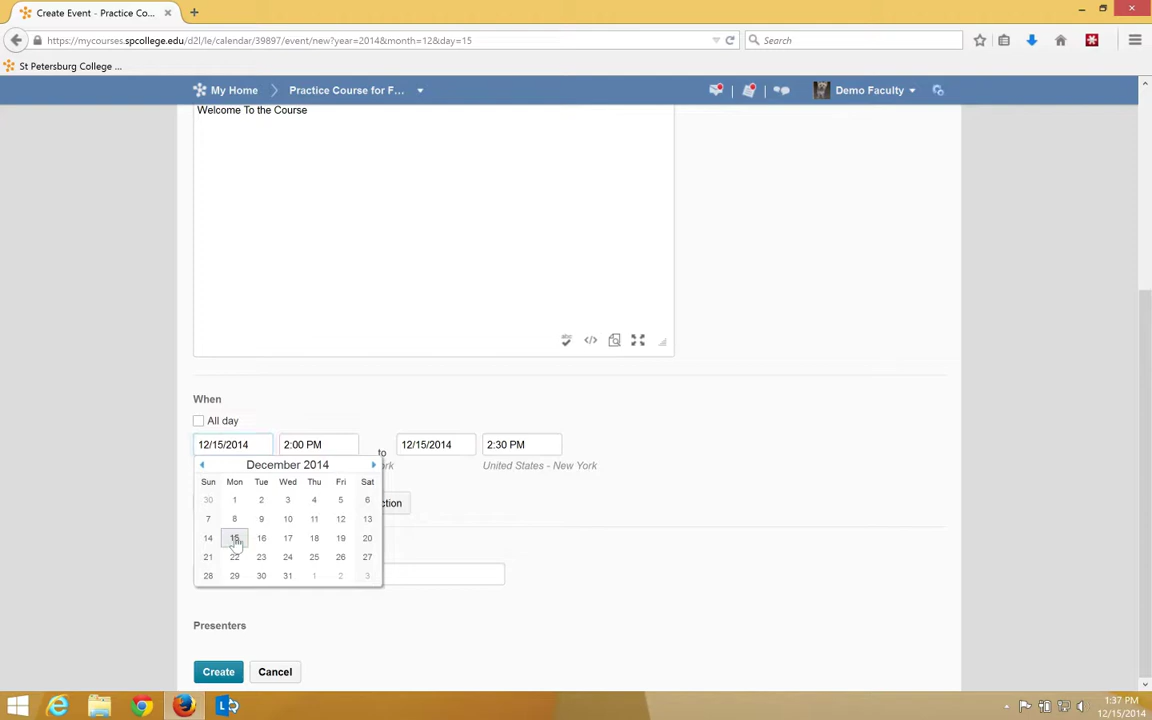 Create Event - Practice Co...
https://mycourses.spcollege.edu/d2l/le/calendar/39897/event/new?year=2014&month=12&day=15
Search
St Petersburg College ...
My Home
Practice Course for F...
Demo Faculty
Welcome To the Course
abc
When
All day
12/15/2014
2:00 PM
to
12/15/2014
2:30 PM
United States - New York
December 2014
Sun Mon Tue Wed Thu Fri Sat
30 1 2 3 4 5 6
7 8 9 10 11 12 13
14 15 16 17 18 19 20
21 22 23 24 25 26 27
28 29 30 31 1 2 3
Presenters
Create
Cancel
1:37 PM
12/15/2014